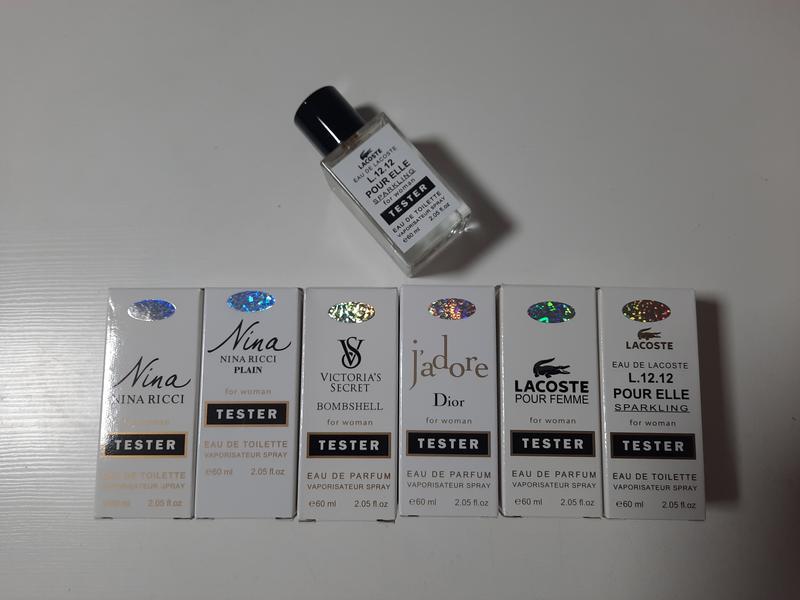 LACOSTE
EAU DE LACOSTE
L.12.12
POUR ELLE
SPARKLING
for woman
TESTER
EAU DE TOILETTE
VAPORISATEUR SPRAY
℮60 ml 2.05 fl.oz
Nina
NINA RICCI
for woman
TESTER
EAU DE TOILETTE
VAPORISATEUR SPRAY
℮60 ml 2.05 fl.oz
Nina
NINA RICCI
PLAIN
for woman
TESTER
EAU DE TOILETTE
VAPORISATEUR SPRAY
℮60 ml 2.05 fl.oz
VS
VICTORIA'S
SECRET
BOMBSHELL
for woman
TESTER
EAU DE PARFUM
VAPORISATEUR SPRAY
℮60 ml 2.05 fl.oz
j'adore
Dior
for woman
TESTER
EAU DE PARFUM
VAPORISATEUR SPRAY
℮60 ml 2.05 fl.oz
LACOSTE
POUR FEMME
for woman
TESTER
EAU DE PARFUM
VAPORISATEUR SPRAY
℮60 ml 2.05 fl.oz
LACOSTE
EAU DE LACOSTE
L.12.12
POUR ELLE
SPARKLING
for woman
TESTER
EAU DE TOILETTE
VAPORISATEUR SPRAY
℮60 ml 2.05 fl.oz